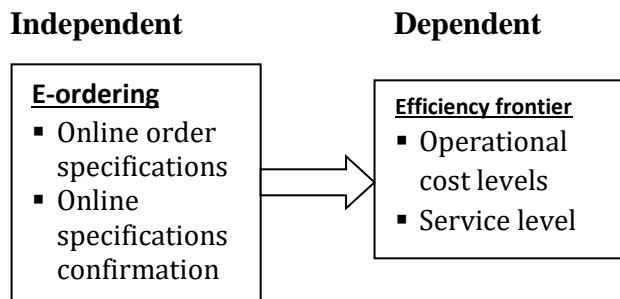 Independent
Dependent
E-ordering
▪ Online order
specifications
▪ Online
specifications
confirmation
Efficiency frontier
▪ Operational
cost levels
▪ Service level